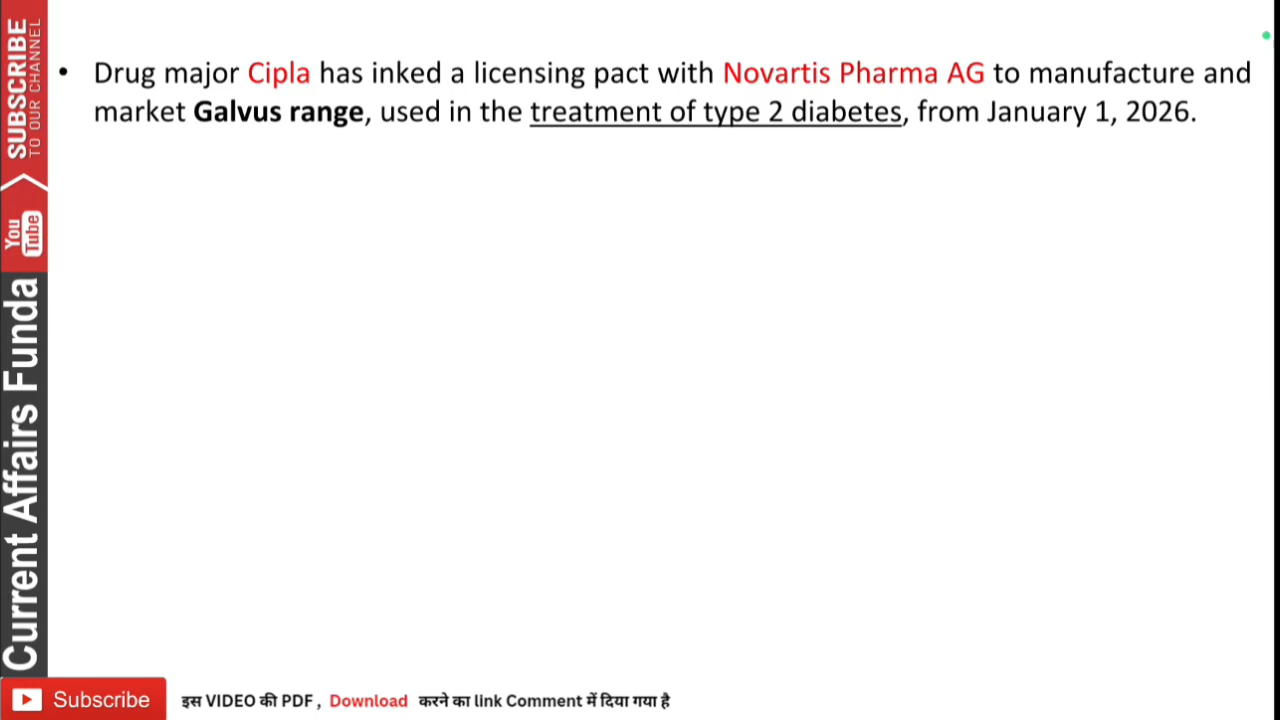 • Drug major Cipla has inked a licensing pact with Novartis Pharma AG to manufacture and
market Galvus range, used in the treatment of type 2 diabetes, from January 1, 2026.
SUBSCRIBE
TO OUR CHANNEL
You
Tube
Current Affairs Funda
Subscribe
इस VIDEO की PDF , Download करने का link Comment में दिया गया है